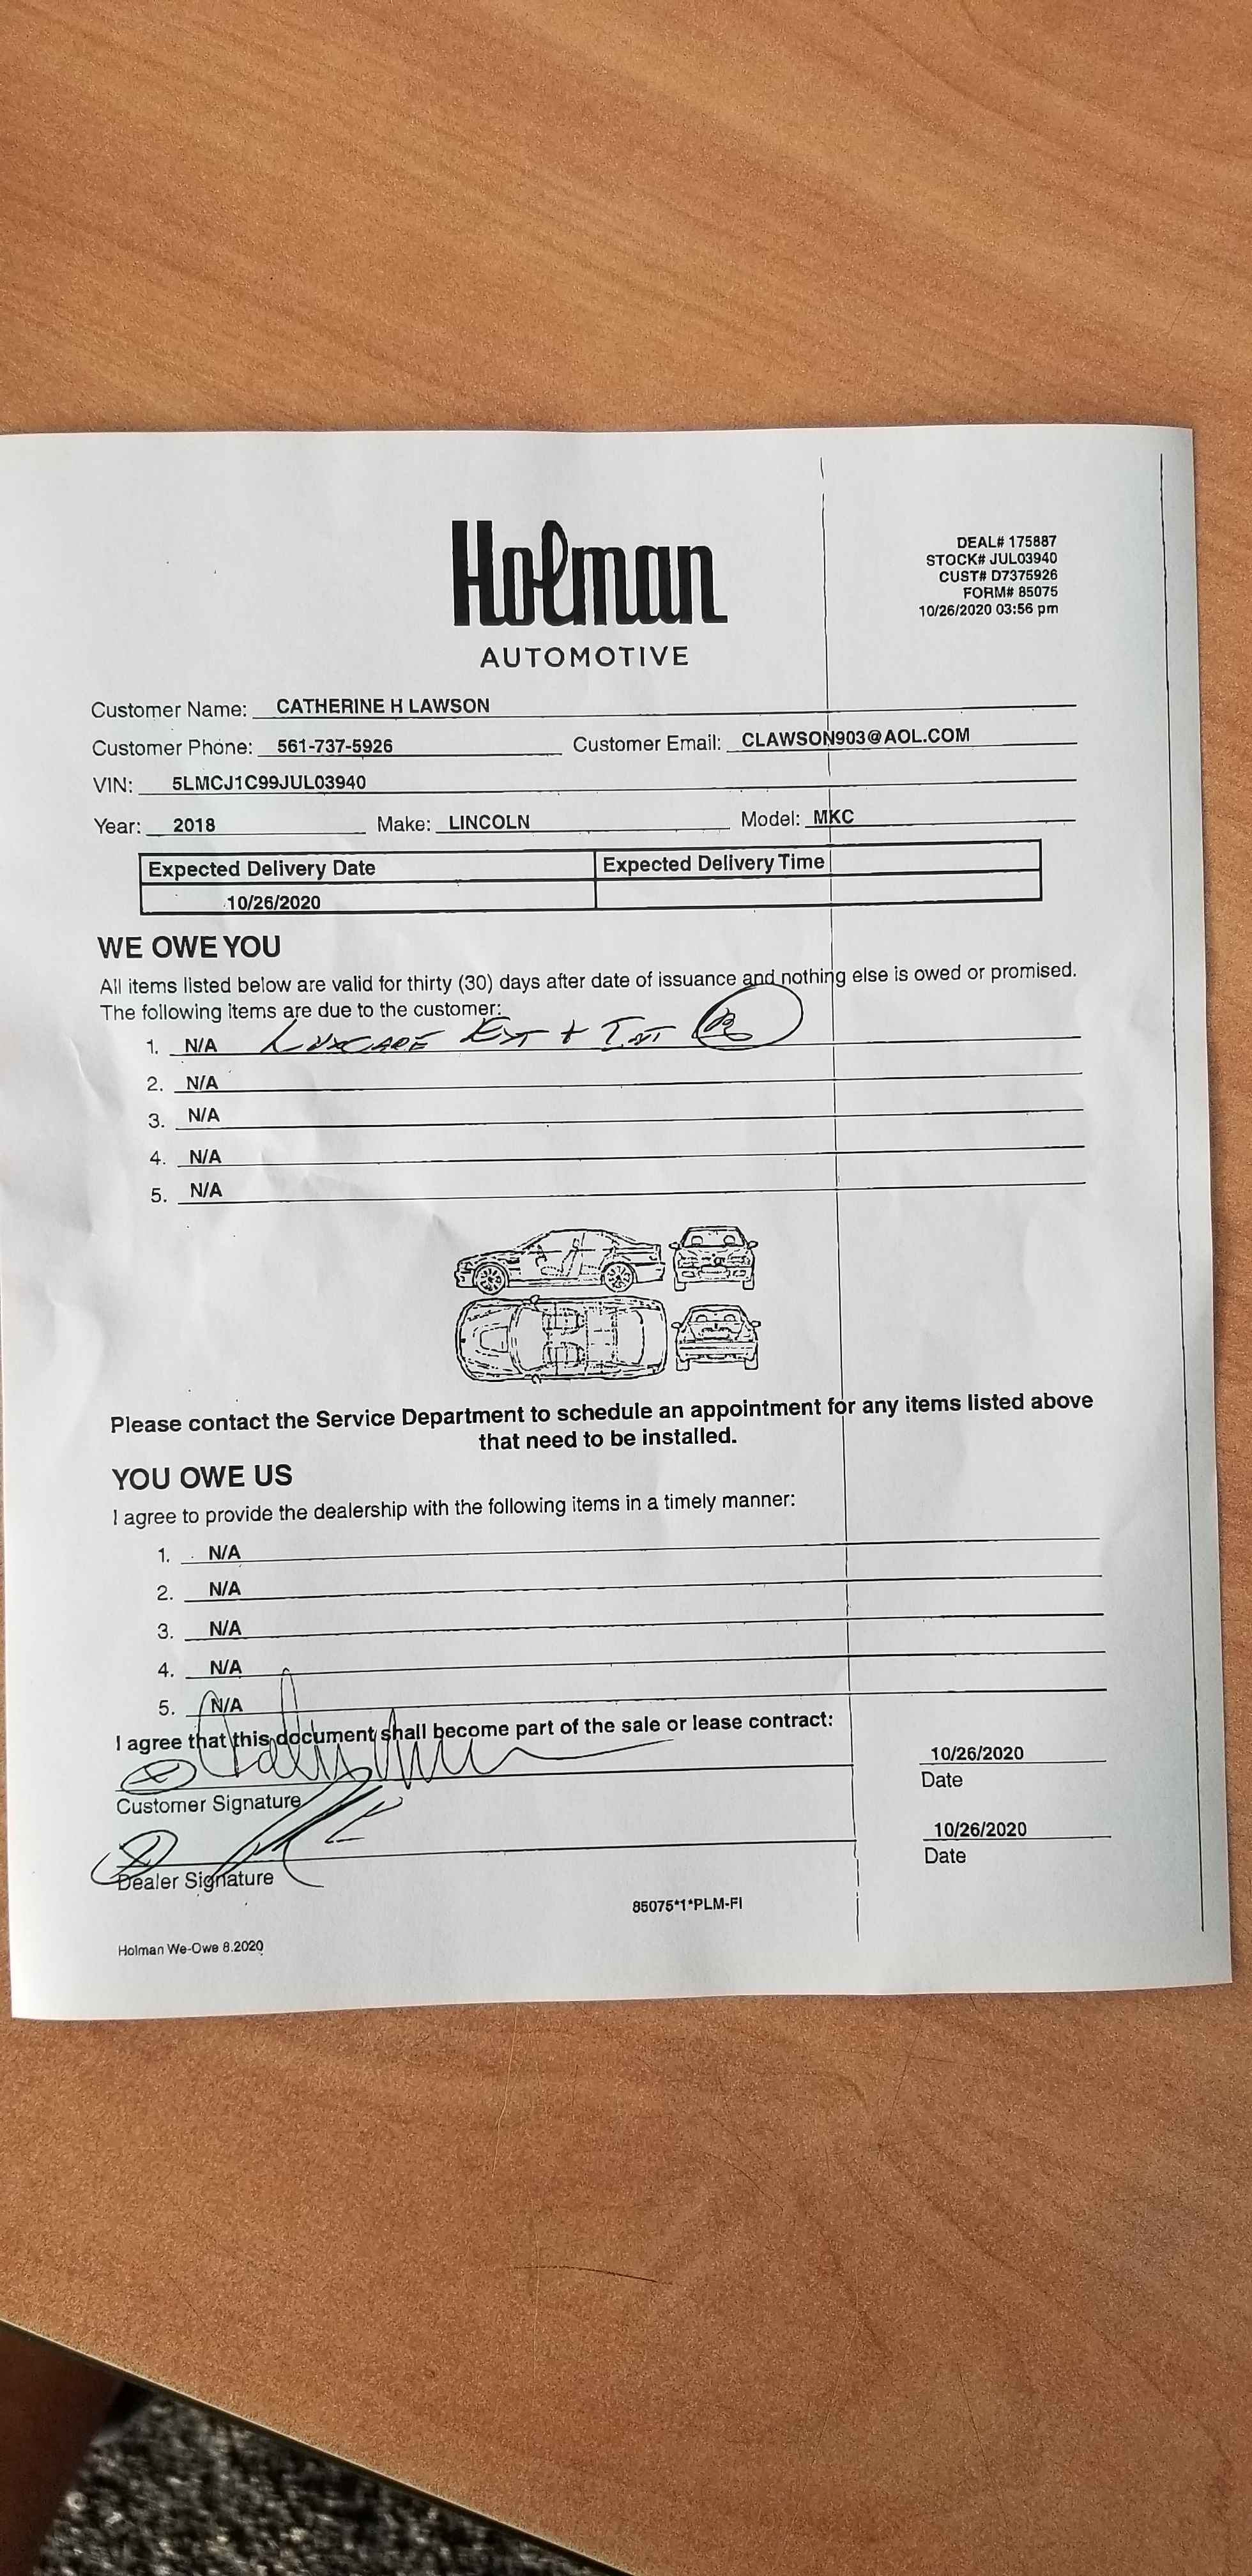 Holman
AUTOMOTIVE
DEAL# 175887
STOCK# JUL03940
CUST# D7375926
FORM# 85075
10/26/2020 03:56 pm
Customer Name: CATHERINE H LAWSON
Customer Phone: 561-737-5926 Customer Email: CLAWSON903@AOL.COM
VIN: 5LMCJ1C99JUL03940
Year: 2018 Make: LINCOLN Model: MKC
Expected Delivery Date Expected Delivery Time
10/26/2020
WE OWE YOU
All items listed below are valid for thirty (30) days after date of issuance and nothing else is owed or promised.
The following items are due to the customer:
1. N/A LUXCARE EXT + INT
2. N/A
3. N/A
4. N/A
5. N/A
Please contact the Service Department to schedule an appointment for any items listed above
that need to be installed.
YOU OWE US
I agree to provide the dealership with the following items in a timely manner:
1. N/A
2. N/A
3. N/A
4. N/A
5. N/A
I agree that this document shall become part of the sale or lease contract:
10/26/2020
Customer Signature Date
10/26/2020
Dealer Signature Date
85075*1*PLM-FI
Holman We-Owe 8.2020